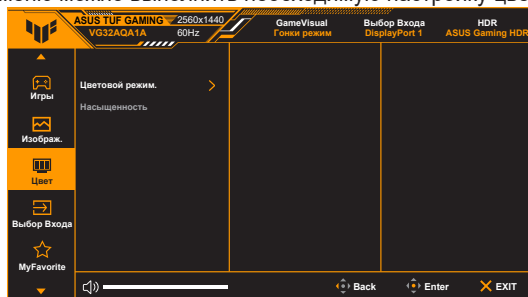 ASUS TUF GAMING
VG32AQA1A
2560x1440
60Hz
GameVisual
Гонки режим
Выбор Входа
DisplayPort 1
HDR
ASUS Gaming HDR
Игры
Изображ.
Цвет
Выбор Входа
MyFavorite
Цветовой режим.
Насыщенность
Back
Enter
EXIT